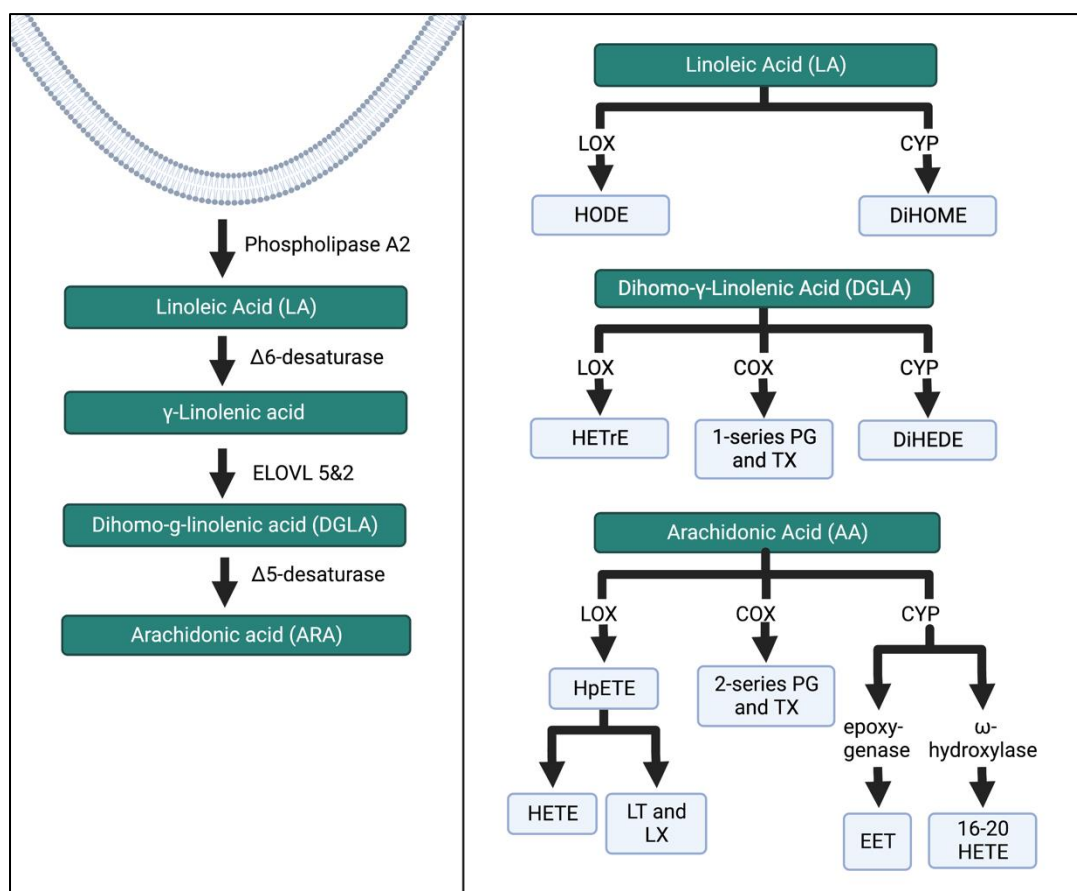 Phospholipase A2
Linoleic Acid (LA)
Δ6-desaturase
γ-Linolenic acid
ELOVL 5&2
Dihomo-g-linolenic acid (DGLA)
Δ5-desaturase
Arachidonic acid (ARA)
Linoleic Acid (LA)
LOX
CYP
HODE
DiHOME
Dihomo-γ-Linolenic Acid (DGLA)
LOX
COX
CYP
HETrE
1-series PG
and TX
DiHEDE
Arachidonic Acid (AA)
LOX
COX
CYP
HpETE
2-series PG
and TX
epoxy-
genase
ω-
hydroxylase
HETE
LT and
LX
EET
16-20
HETE